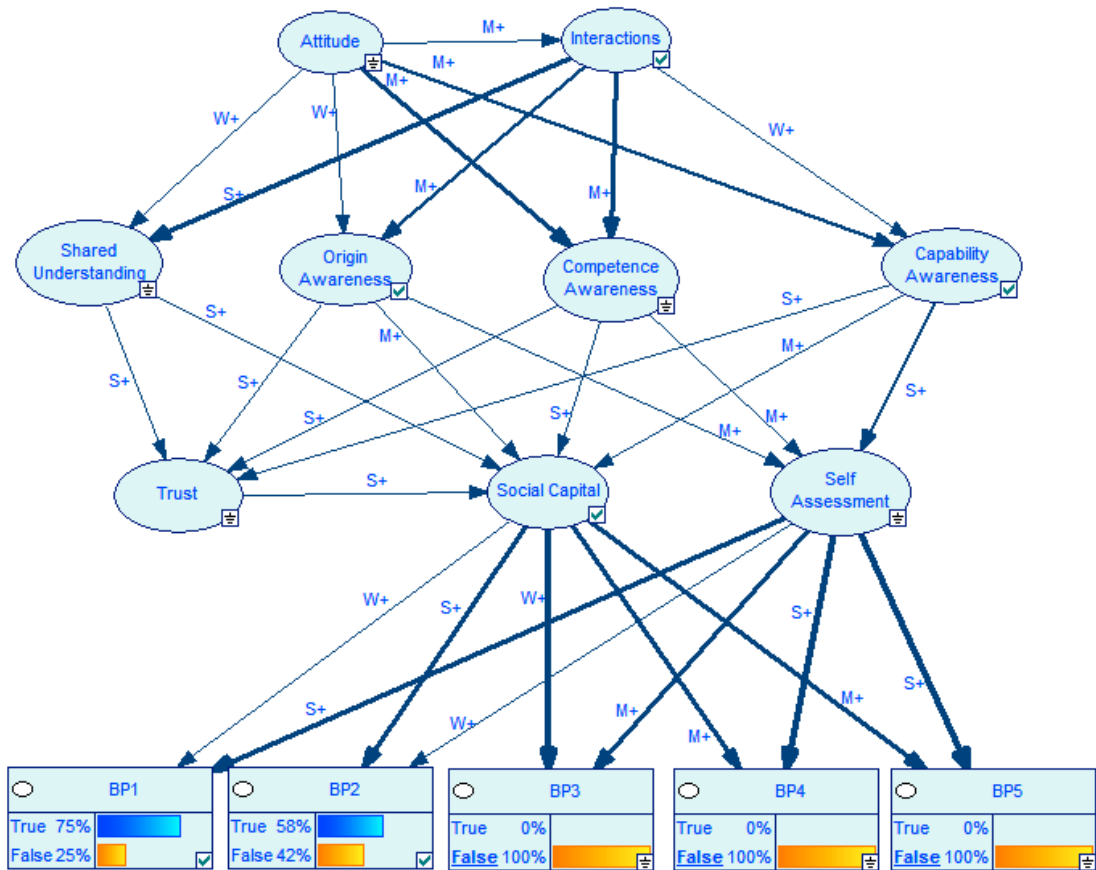 Attitude
M+
Interactions
M+
M+
W+
W+
W+
S+
M+
M+
Shared
Understanding
Origin
Awareness
Competence
Awareness
Capability
Awareness
S+
S+
M+
M+
S+
S+
S+
S+
M+
M+
Trust
S+
Social Capital
Self
Assessment
W+
S+
W+
S+
S+
M+
W+
M+
S+
M+
BP1
True 75%
False 25%
BP2
True 58%
False 42%
BP3
True 0%
False 100%
BP4
True 0%
False 100%
BP5
True 0%
False 100%